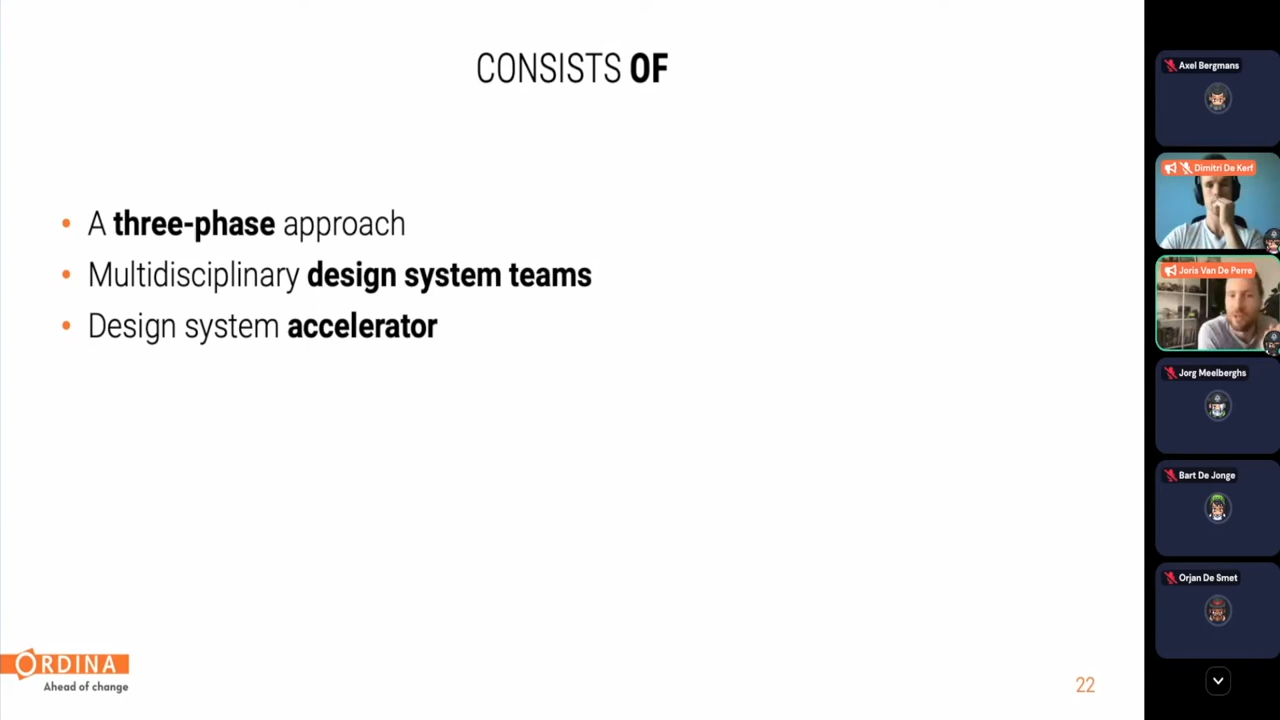 CONSISTS OF
• A three-phase approach
• Multidisciplinary design system teams
• Design system accelerator
ORDINA
Ahead of change
22
Axel Bergmans
Dimitri De Kerf
Joris Van De Perre
Jorg Meelberghs
Bart De Jonge
Orjan De Smet